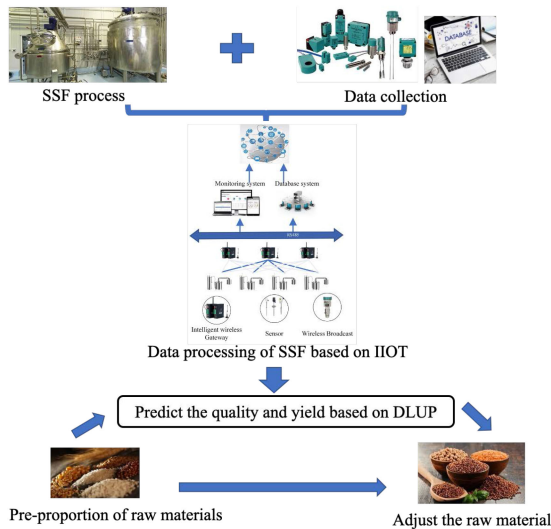 SSF process
Data collection
DATABASE
Monitoring system
Database system
Intelligent wireless
Gateway
Sensor
Wireless Broadcast
Data processing of SSF based on IIOT
Predict the quality and yield based on DLUP
Pre-proportion of raw materials
Adjust the raw material